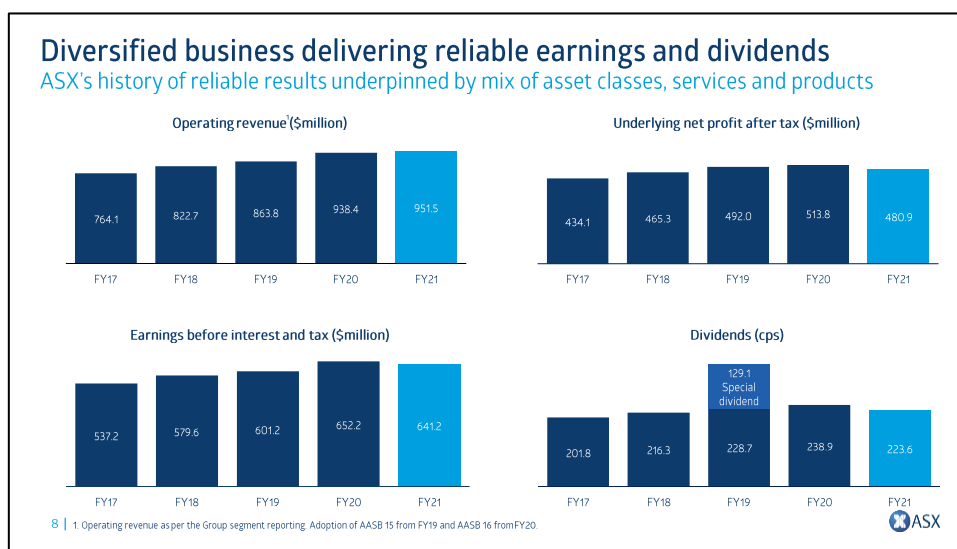 Diversified business delivering reliable earnings and dividends
ASX's history of reliable results underpinned by mix of asset classes, services and products
Operating revenue¹($million)
764.1
822.7
863.8
938.4
951.5
FY17
FY18
FY19
FY20
FY21
Underlying net profit after tax ($million)
434.1
465.3
492.0
513.8
480.9
FY17
FY18
FY19
FY20
FY21
Earnings before interest and tax ($million)
537.2
579.6
601.2
652.2
641.2
FY17
FY18
FY19
FY20
FY21
Dividends (cps)
129.1
Special
dividend
201.8
216.3
228.7
238.9
223.6
FY17
FY18
FY19
FY20
FY21
8 | 1. Operating revenue as per the Group segment reporting. Adoption of AASB 15 from FY19 and AASB 16 from FY20.
ASX